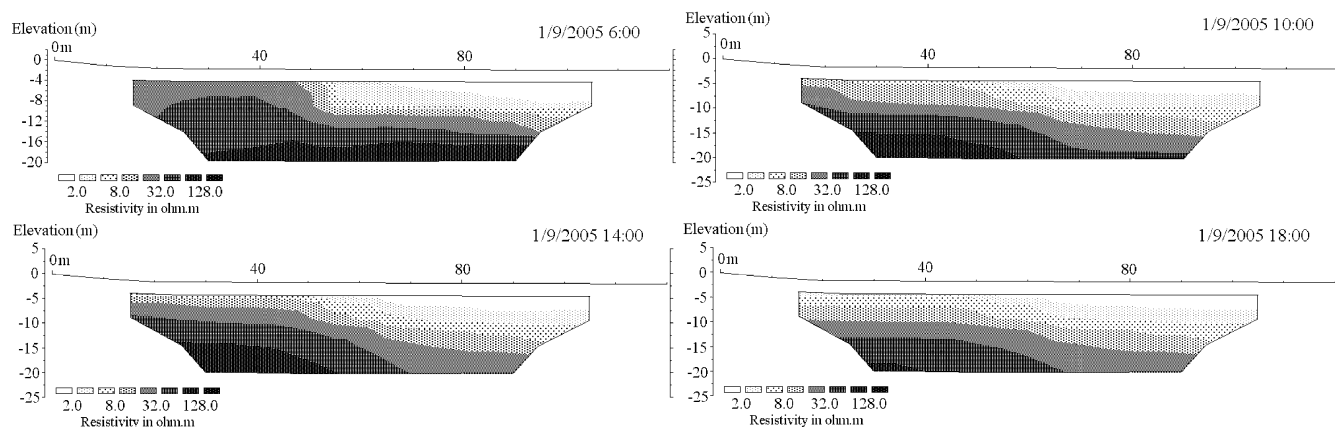 Elevation (m)
1/9/2005 6:00
0m
40
80
0
-4
-8
-12
-16
-20
2.0 8.0 32.0 128.0
Resistivity in ohm.m
Elevation (m)
1/9/2005 10:00
5
0m
40
80
0
-5
-10
-15
-20
-25
2.0 8.0 32.0 128.0
Resistivity in ohm.m
Elevation (m)
1/9/2005 14:00
5
0m
40
80
0
-5
-10
-15
-20
-25
2.0 8.0 32.0 128.0
Resistivity in ohm.m
Elevation (m)
1/9/2005 18:00
5
0m
40
80
0
-5
-10
-15
-20
-25
2.0 8.0 32.0 128.0
Resistivity in ohm.m